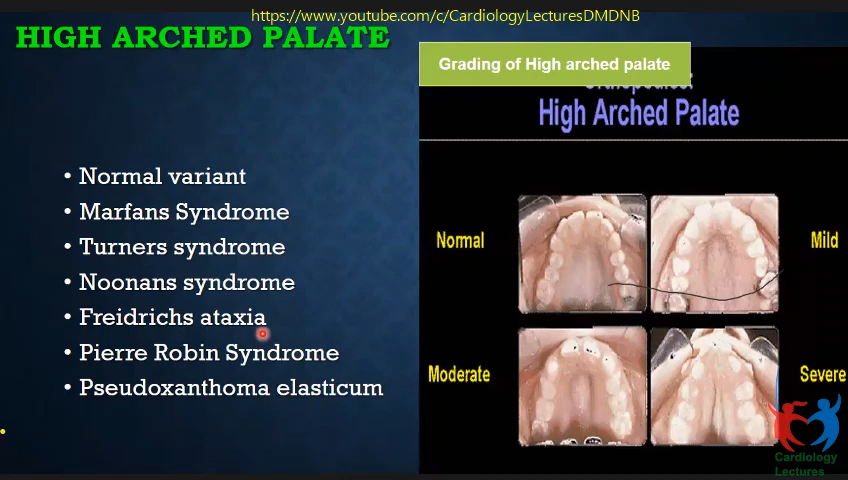 https://www.youtube.com/c/CardiologyLecturesDMDNB
HIGH ARCHED PALATE
• Normal variant
• Marfans Syndrome
• Turners syndrome
• Noonans syndrome
• Freidrichs ataxia
• Pierre Robin Syndrome
• Pseudoxanthoma elasticum
Grading of High arched palate
High Arched Palate
Normal
Mild
Moderate
Severe
Cardiology
Lectures